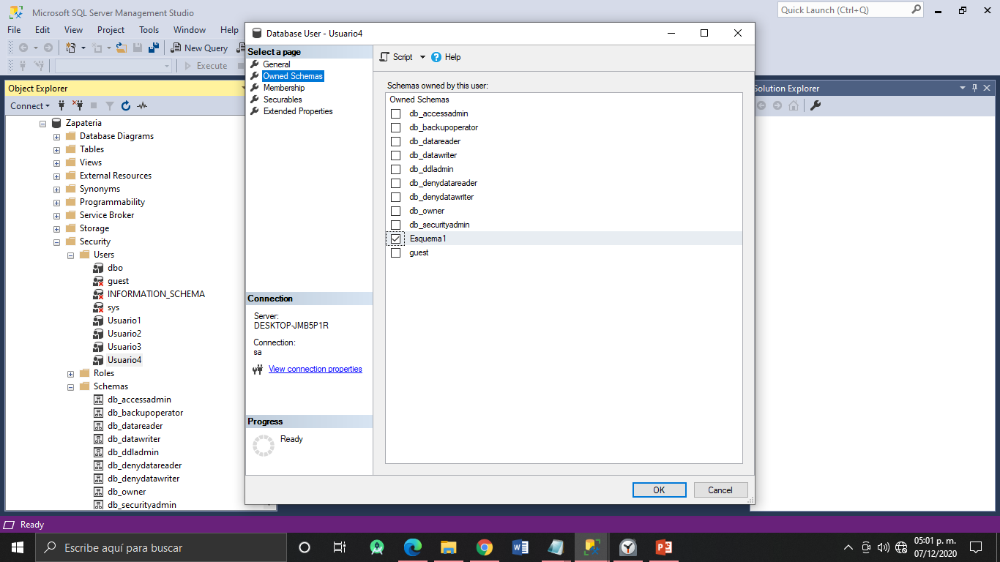 Microsoft SQL Server Management Studio
Quick Launch (Ctrl+Q)
File Edit View Project Tools Window Help
New Query
Execute
Object Explorer
Connect
Zapateria
Database Diagrams
Tables
Views
External Resources
Synonyms
Programmability
Service Broker
Storage
Security
Users
dbo
guest
INFORMATION_SCHEMA
sys
Usuario1
Usuario2
Usuario3
Usuario4
Roles
Schemas
db_accessadmin
db_backupoperator
db_datareader
db_datawriter
db_ddladmin
db_denydatareader
db_denydatawriter
db_owner
db_securityadmin
Database User - Usuario4
Select a page
General
Owned Schemas
Membership
Securables
Extended Properties
Connection
Server:
DESKTOP-JMB5P1R
Connection:
sa
View connection properties
Progress
Ready
Script Help
Schemas owned by this user:
Owned Schemas
db_accessadmin
db_backupoperator
db_datareader
db_datawriter
db_ddladmin
db_denydatareader
db_denydatawriter
db_owner
db_securityadmin
Esquema1
guest
OK Cancel
Solution Explorer
Ready
Escribe aquí para buscar
05:01 p. m.
07/12/2020